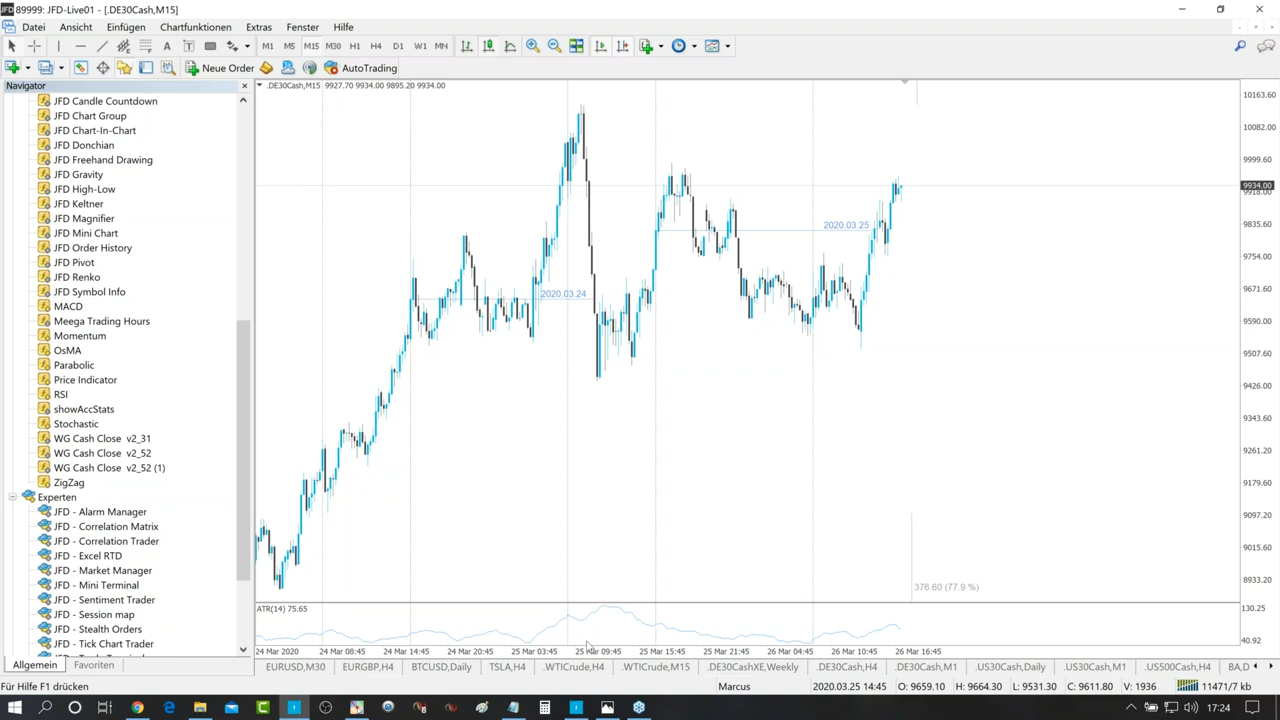 89999: JFD-Live01 - [.DE30Cash,M15]
Datei Ansicht Einfügen Chartfunktionen Extras Fenster Hilfe
A T M1 M5 M15 M30 H1 H4 D1 W1 MN
New Order AutoTrading
Navigator
JFD Candle Countdown
JFD Chart Group
JFD Chart-In-Chart
JFD Donchian
JFD Freehand Drawing
JFD Gravity
JFD High-Low
JFD Keltner
JFD Magnifier
JFD Mini Chart
JFD Order History
JFD Pivot
JFD Renko
JFD Symbol Info
MACD
Meega Trading Hours
Momentum
OsMA
Parabolic
Price Indicator
RSI
showAccStats
Stochastic
WG Cash Close v2_31
WG Cash Close v2_52
WG Cash Close v2_52 (1)
ZigZag
Experten
JFD - Alarm Manager
JFD - Correlation Matrix
JFD - Correlation Trader
JFD - Excel RTD
JFD - Market Manager
JFD - Mini Terminal
JFD - Sentiment Trader
JFD - Session map
JFD - Stealth Orders
JFD - Tick Chart Trader
Allgemein Favoriten
.DE30Cash,M15 9927.70 9934.00 9895.20 9934.00
2020.03.24
2020.03.25
376.60 (77.9 %)
10163.60
10082.00
9999.60
9934.00
9918.00
9835.60
9754.00
9671.60
9590.00
9507.60
9426.00
9343.60
9261.20
9179.60
9097.20
9015.60
8933.20
ATR(14) 75.65
130.25
40.92
24 Mar 2020 24 Mar 08:45 24 Mar 14:45 24 Mar 20:45 25 Mar 03:45 25 Mar 09:45 25 Mar 15:45 25 Mar 21:45 26 Mar 04:45 26 Mar 10:45 26 Mar 16:45
EURUSD,M30 EURGBP,H4 BTCUSD,Daily TSLA,H4 .WTICrude,H4 .WTICrude,M15 .DE30CashXE,Weekly .DE30Cash,H4 .DE30Cash,M1 .US30Cash,Daily .US30Cash,M1 .US500Cash,H4 BA,D
Für Hilfe F1 drücken Marcus 2020.03.25 14:45 O: 9659.10 H: 9664.30 L: 9531.30 C: 9611.80 V: 1936 11471/7 kb
17:24